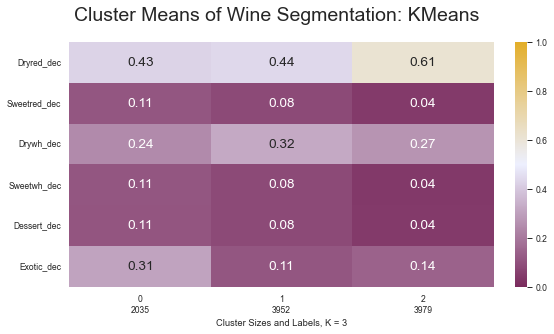 Cluster Means of Wine Segmentation: KMeans
Dryred_dec 0.43 0.44 0.61
Sweetred_dec 0.11 0.08 0.04
Drywh_dec 0.24 0.32 0.27
Sweetwh_dec 0.11 0.08 0.04
Dessert_dec 0.11 0.08 0.04
Exotic_dec 0.31 0.11 0.14
0 1 2
2035 3952 3979
Cluster Sizes and Labels, K = 3
1.0
0.8
0.6
0.4
0.2
0.0